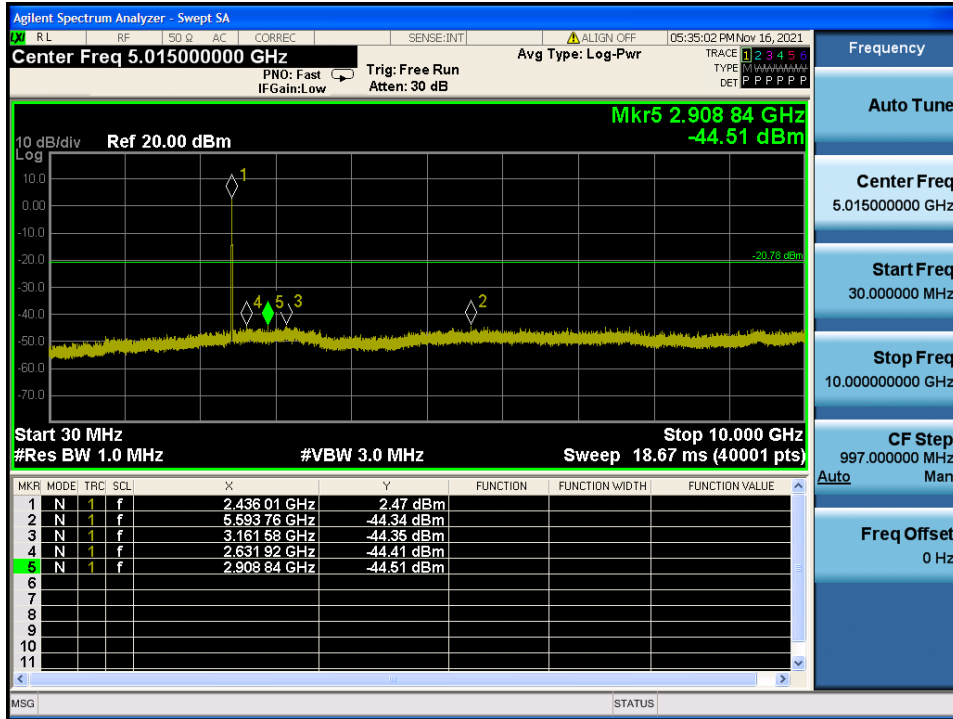 Agilent Spectrum Analyzer - Swept SA
LXI RL RF 50 Ω AC CORREC SENSE:INT ALIGN OFF 05:35:02 PM Nov 16, 2021
Center Freq 5.015000000 GHz
PNO: Fast
IFGain:Low
Trig: Free Run
Atten: 30 dB
Avg Type: Log-Pwr
TRACE 1 2 3 4 5 6
TYPE MWWWWW
DET P P P P P P
Mkr5 2.908 84 GHz
-44.51 dBm
10 dB/div Ref 20.00 dBm
Log
10.0
0.00
-10.0
-20.0
-30.0
-40.0
-50.0
-60.0
-70.0
-20.78 dBm
1
4 5 3 2
Start 30 MHz Stop 10.000 GHz
#Res BW 1.0 MHz #VBW 3.0 MHz Sweep 18.67 ms (40001 pts)
MKR MODE TRC SCL X Y FUNCTION FUNCTION WIDTH FUNCTION VALUE
1 N 1 f 2.436 01 GHz 2.47 dBm
2 N 1 f 5.593 76 GHz -44.34 dBm
3 N 1 f 3.161 58 GHz -44.35 dBm
4 N 1 f 2.631 92 GHz -44.41 dBm
5 N 1 f 2.908 84 GHz -44.51 dBm
6
7
8
9
10
11
MSG STATUS
Frequency
Auto Tune
Center Freq
5.015000000 GHz
Start Freq
30.000000 MHz
Stop Freq
10.000000000 GHz
CF Step
997.000000 MHz
Auto Man
Freq Offset
0 Hz